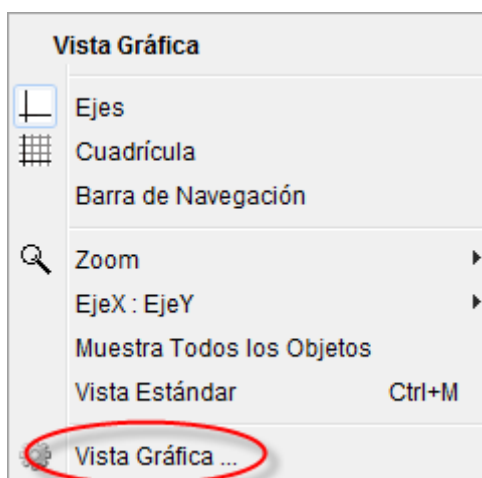 Vista Gráfica
Ejes
Cuadrícula
Barra de Navegación
Zoom
EjeX : EjeY
Muestra Todos los Objetos
Vista Estándar Ctrl+M
Vista Gráfica ...